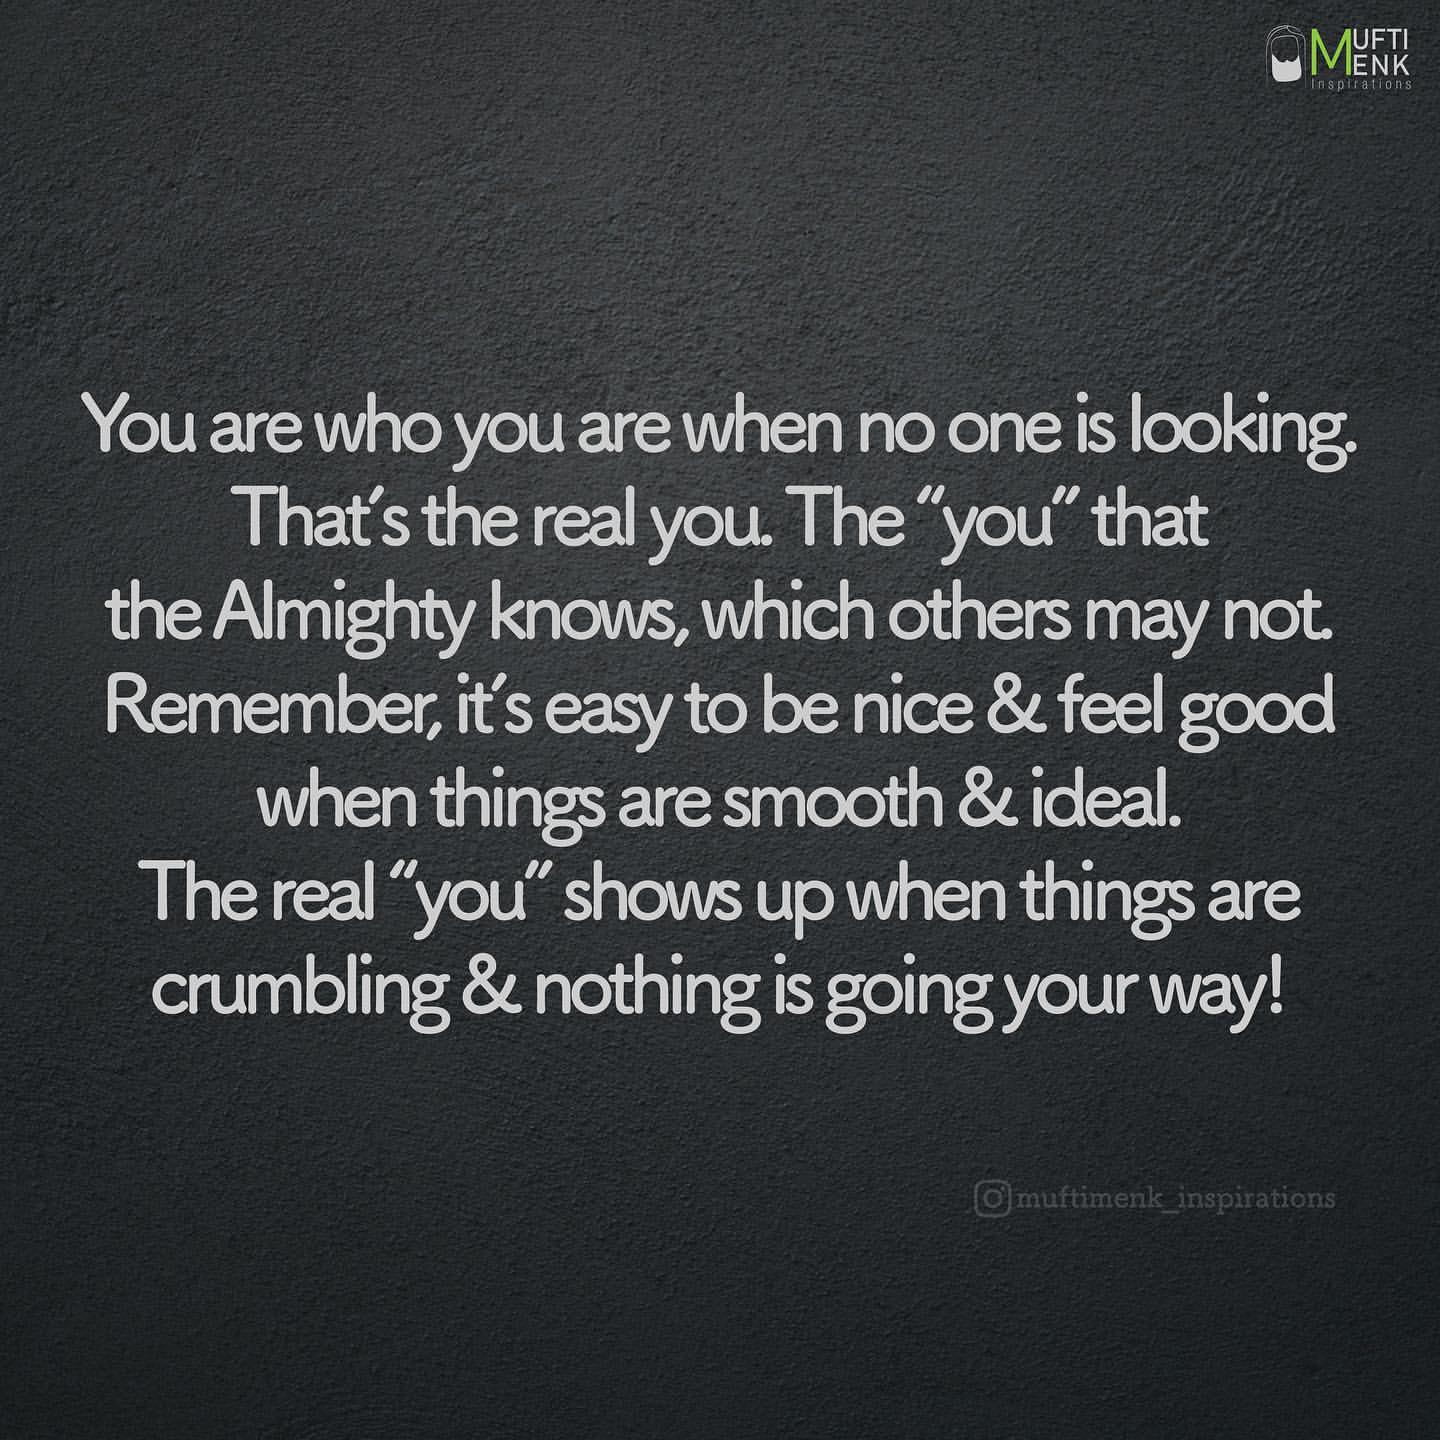 MUFTI
MENK
Inspirations
You are who you are when no one is looking.
That's the real you. The “you” that
the Almighty knows, which others may not.
Remember, it's easy to be nice & feel good
when things are smooth & ideal.
The real “you” shows up when things are
crumbling & nothing is going your way!
muftimenk_inspirations